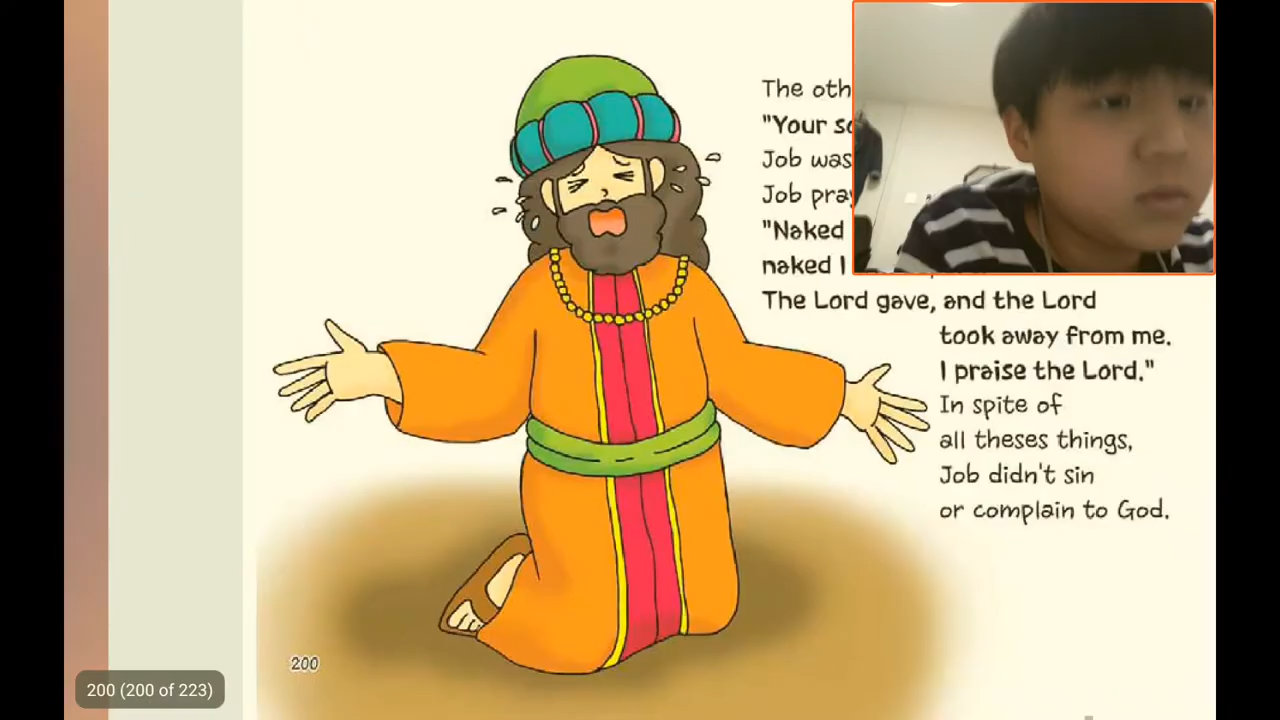 The
"Your
Job was
Job
"Naked
naked I
The Lord gave, and the Lord
took away from me.
I praise the Lord."
In spite of
all theses things,
Job didn't sin
or complain to God.
200
200 (200 of 223)